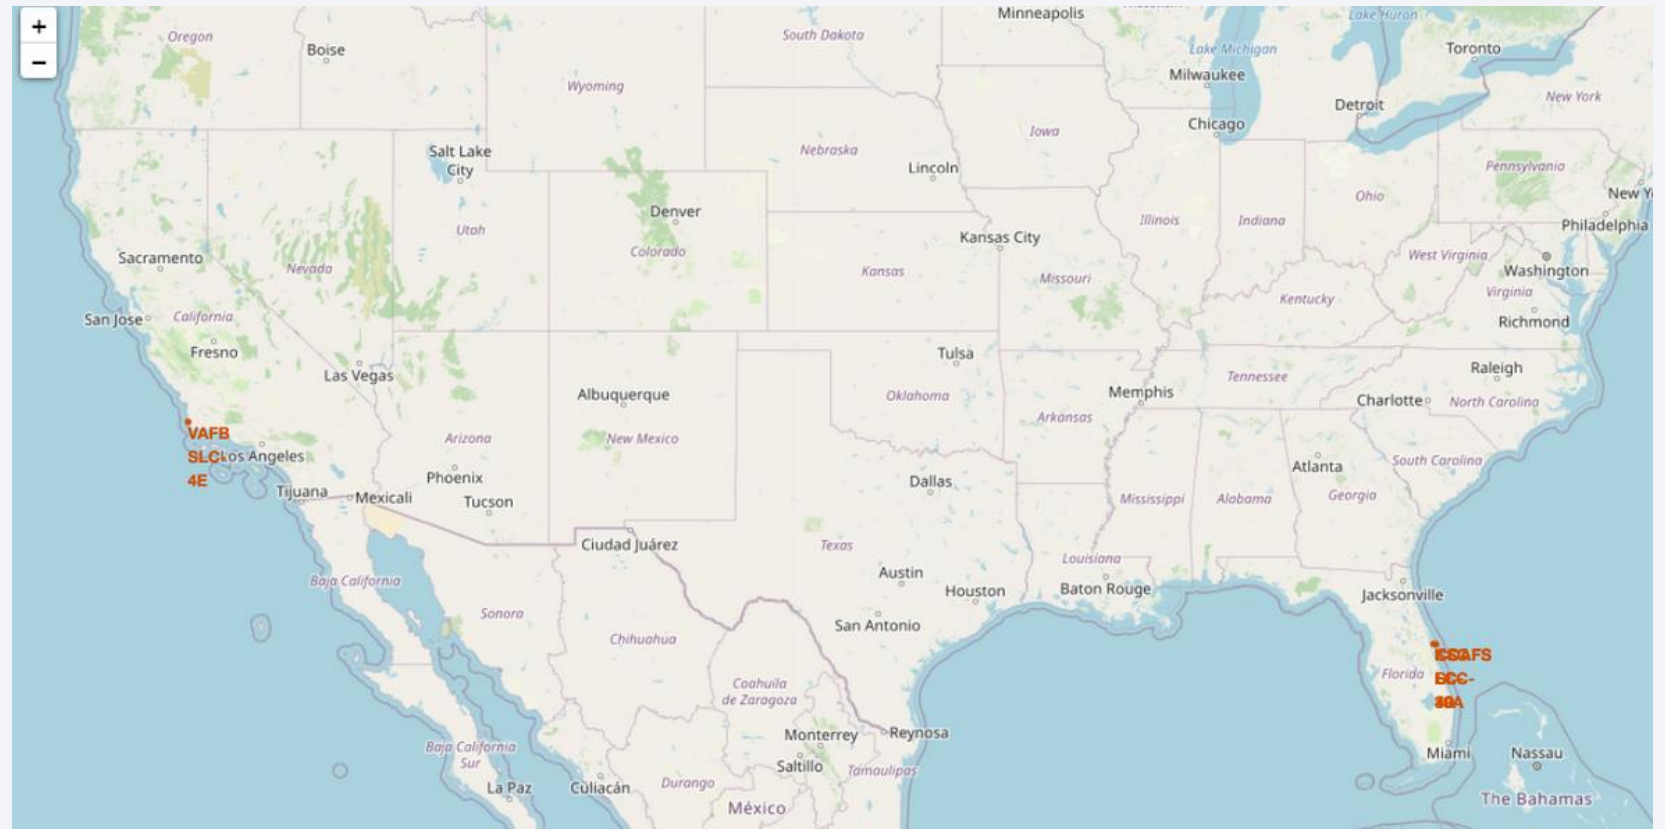 +
−
Oregon
Boise
Minneapolis
South Dakota
Lake Huron
Toronto
Lake Michigan
Milwaukee
Wyoming
Detroit
New York
Chicago
Iowa
Salt Lake
City
Nebraska
Lincoln
Pennsylvania
Ohio
New Y
Denver
Illinois
Indiana
Philadelphia
Utah
Kansas City
Colorado
Sacramento
Nevada
Kansas
Missouri
West Virginia
Washington
Virginia
Kentucky
San Jose
California
Richmond
Fresno
Las Vegas
Tulsa
Raleigh
Tennessee
Albuquerque
Oklahoma
Memphis
Charlotte
North Carolina
Arkansas
VAFB
SLC-
4E
Los Angeles
Arizona
New Mexico
Atlanta
South Carolina
Phoenix
Dallas
Tijuana
Mexicali
Tucson
Mississippi
Alabama
Georgia
Ciudad Juárez
Texas
Louisiana
Baja California
Austin
Houston
Baton Rouge
Jacksonville
Sonora
San Antonio
Chihuahua
Florida
Coahuila
de Zaragoza
Monterrey
Reynosa
Baja California
Sur
Saltillo
Tamaulipas
Miami
Nassau
La Paz
Culiacán
Durango
México
The Bahamas